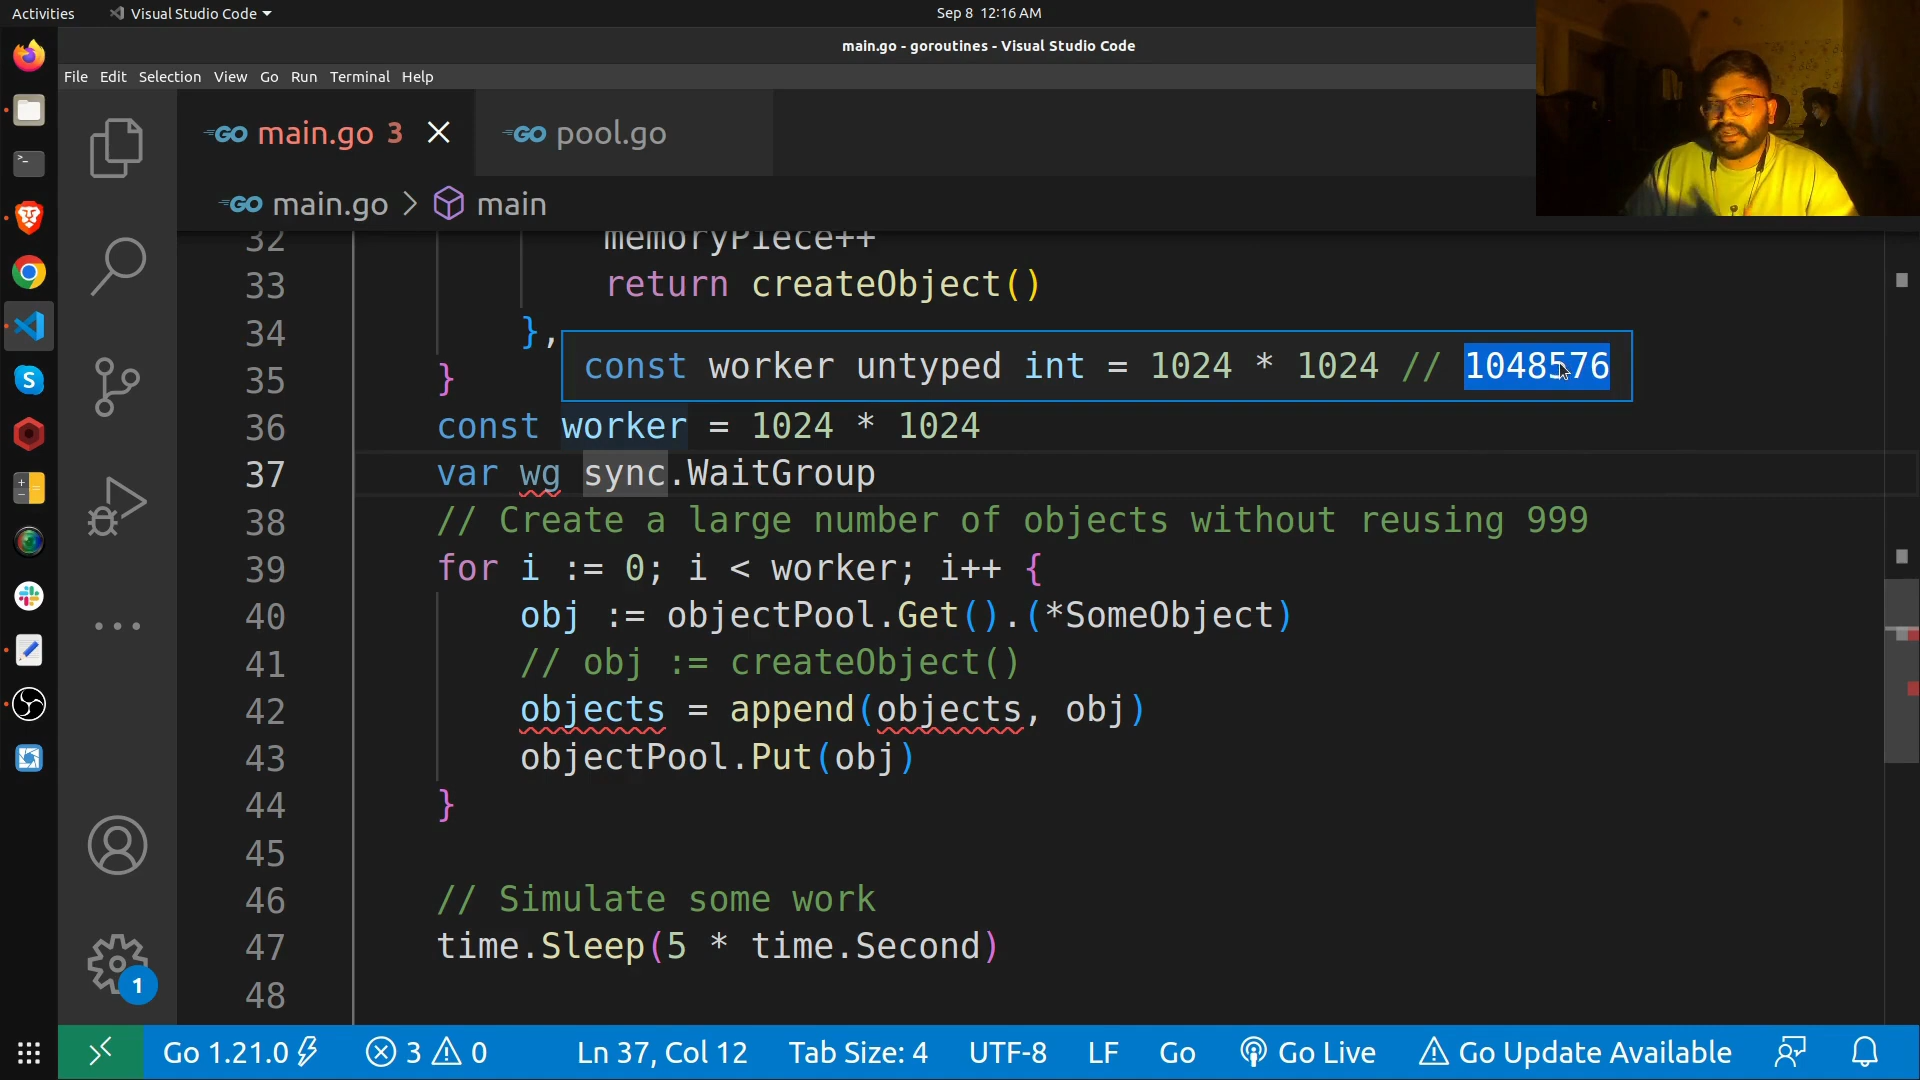 Activities
Visual Studio Code
Sep 8 12:16 AM
main.go - goroutines - Visual Studio Code
File Edit Selection View Go Run Terminal Help
GO main.go 3
GO pool.go
GO main.go > main
32 memoryPiece++
33 return createObject()
34 },
const worker untyped int = 1024 * 1024 // 1048576
35 }
36 const worker = 1024 * 1024
37 var wg sync.WaitGroup
38 // Create a large number of objects without reusing 999
39 for i := 0; i < worker; i++ {
40 obj := objectPool.Get().(*SomeObject)
41 // obj := createObject()
42 objects = append(objects, obj)
43 objectPool.Put(obj)
44 }
45
46 // Simulate some work
47 time.Sleep(5 * time.Second)
48
1
Go 1.21.0
3 0
Ln 37, Col 12
Tab Size: 4
UTF-8
LF
Go
Go Live
Go Update Available